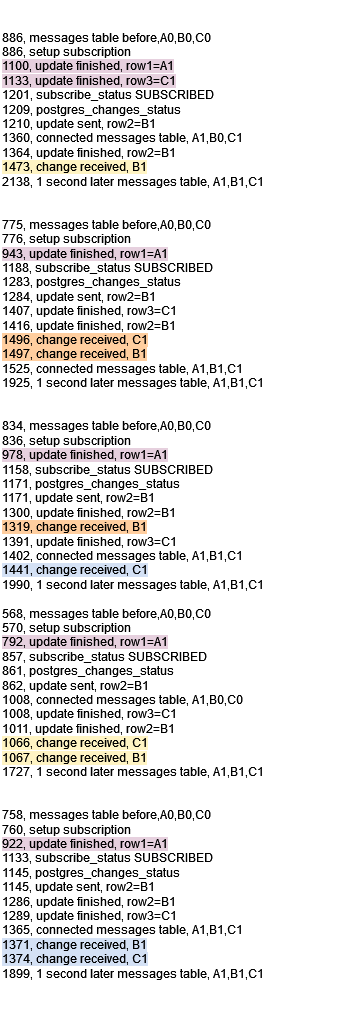 886, messages table before,A0,B0,C0
886, setup subscription
1100, update finished, row1=A1
1133, update finished, row3=C1
1201, subscribe_status SUBSCRIBED
1209, postgres_changes_status
1210, update sent, row2=B1
1360, connected messages table, A1,B0,C1
1364, update finished, row2=B1
1473, change received, B1
2138, 1 second later messages table, A1,B1,C1
775, messages table before,A0,B0,C0
776, setup subscription
943, update finished, row1=A1
1188, subscribe_status SUBSCRIBED
1283, postgres_changes_status
1284, update sent, row2=B1
1407, update finished, row3=C1
1416, update finished, row2=B1
1496, change received, C1
1497, change received, B1
1525, connected messages table, A1,B1,C1
1925, 1 second later messages table, A1,B1,C1
834, messages table before,A0,B0,C0
836, setup subscription
978, update finished, row1=A1
1158, subscribe_status SUBSCRIBED
1171, postgres_changes_status
1171, update sent, row2=B1
1300, update finished, row2=B1
1319, change received, B1
1391, update finished, row3=C1
1402, connected messages table, A1,B1,C1
1441, change received, C1
1990, 1 second later messages table, A1,B1,C1
568, messages table before,A0,B0,C0
570, setup subscription
792, update finished, row1=A1
857, subscribe_status SUBSCRIBED
861, postgres_changes_status
862, update sent, row2=B1
1008, connected messages table, A1,B0,C0
1008, update finished, row3=C1
1011, update finished, row2=B1
1066, change received, C1
1067, change received, B1
1727, 1 second later messages table, A1,B1,C1
758, messages table before,A0,B0,C0
760, setup subscription
922, update finished, row1=A1
1133, subscribe_status SUBSCRIBED
1145, postgres_changes_status
1145, update sent, row2=B1
1286, update finished, row2=B1
1289, update finished, row3=C1
1365, connected messages table, A1,B1,C1
1371, change received, B1
1374, change received, C1
1899, 1 second later messages table, A1,B1,C1